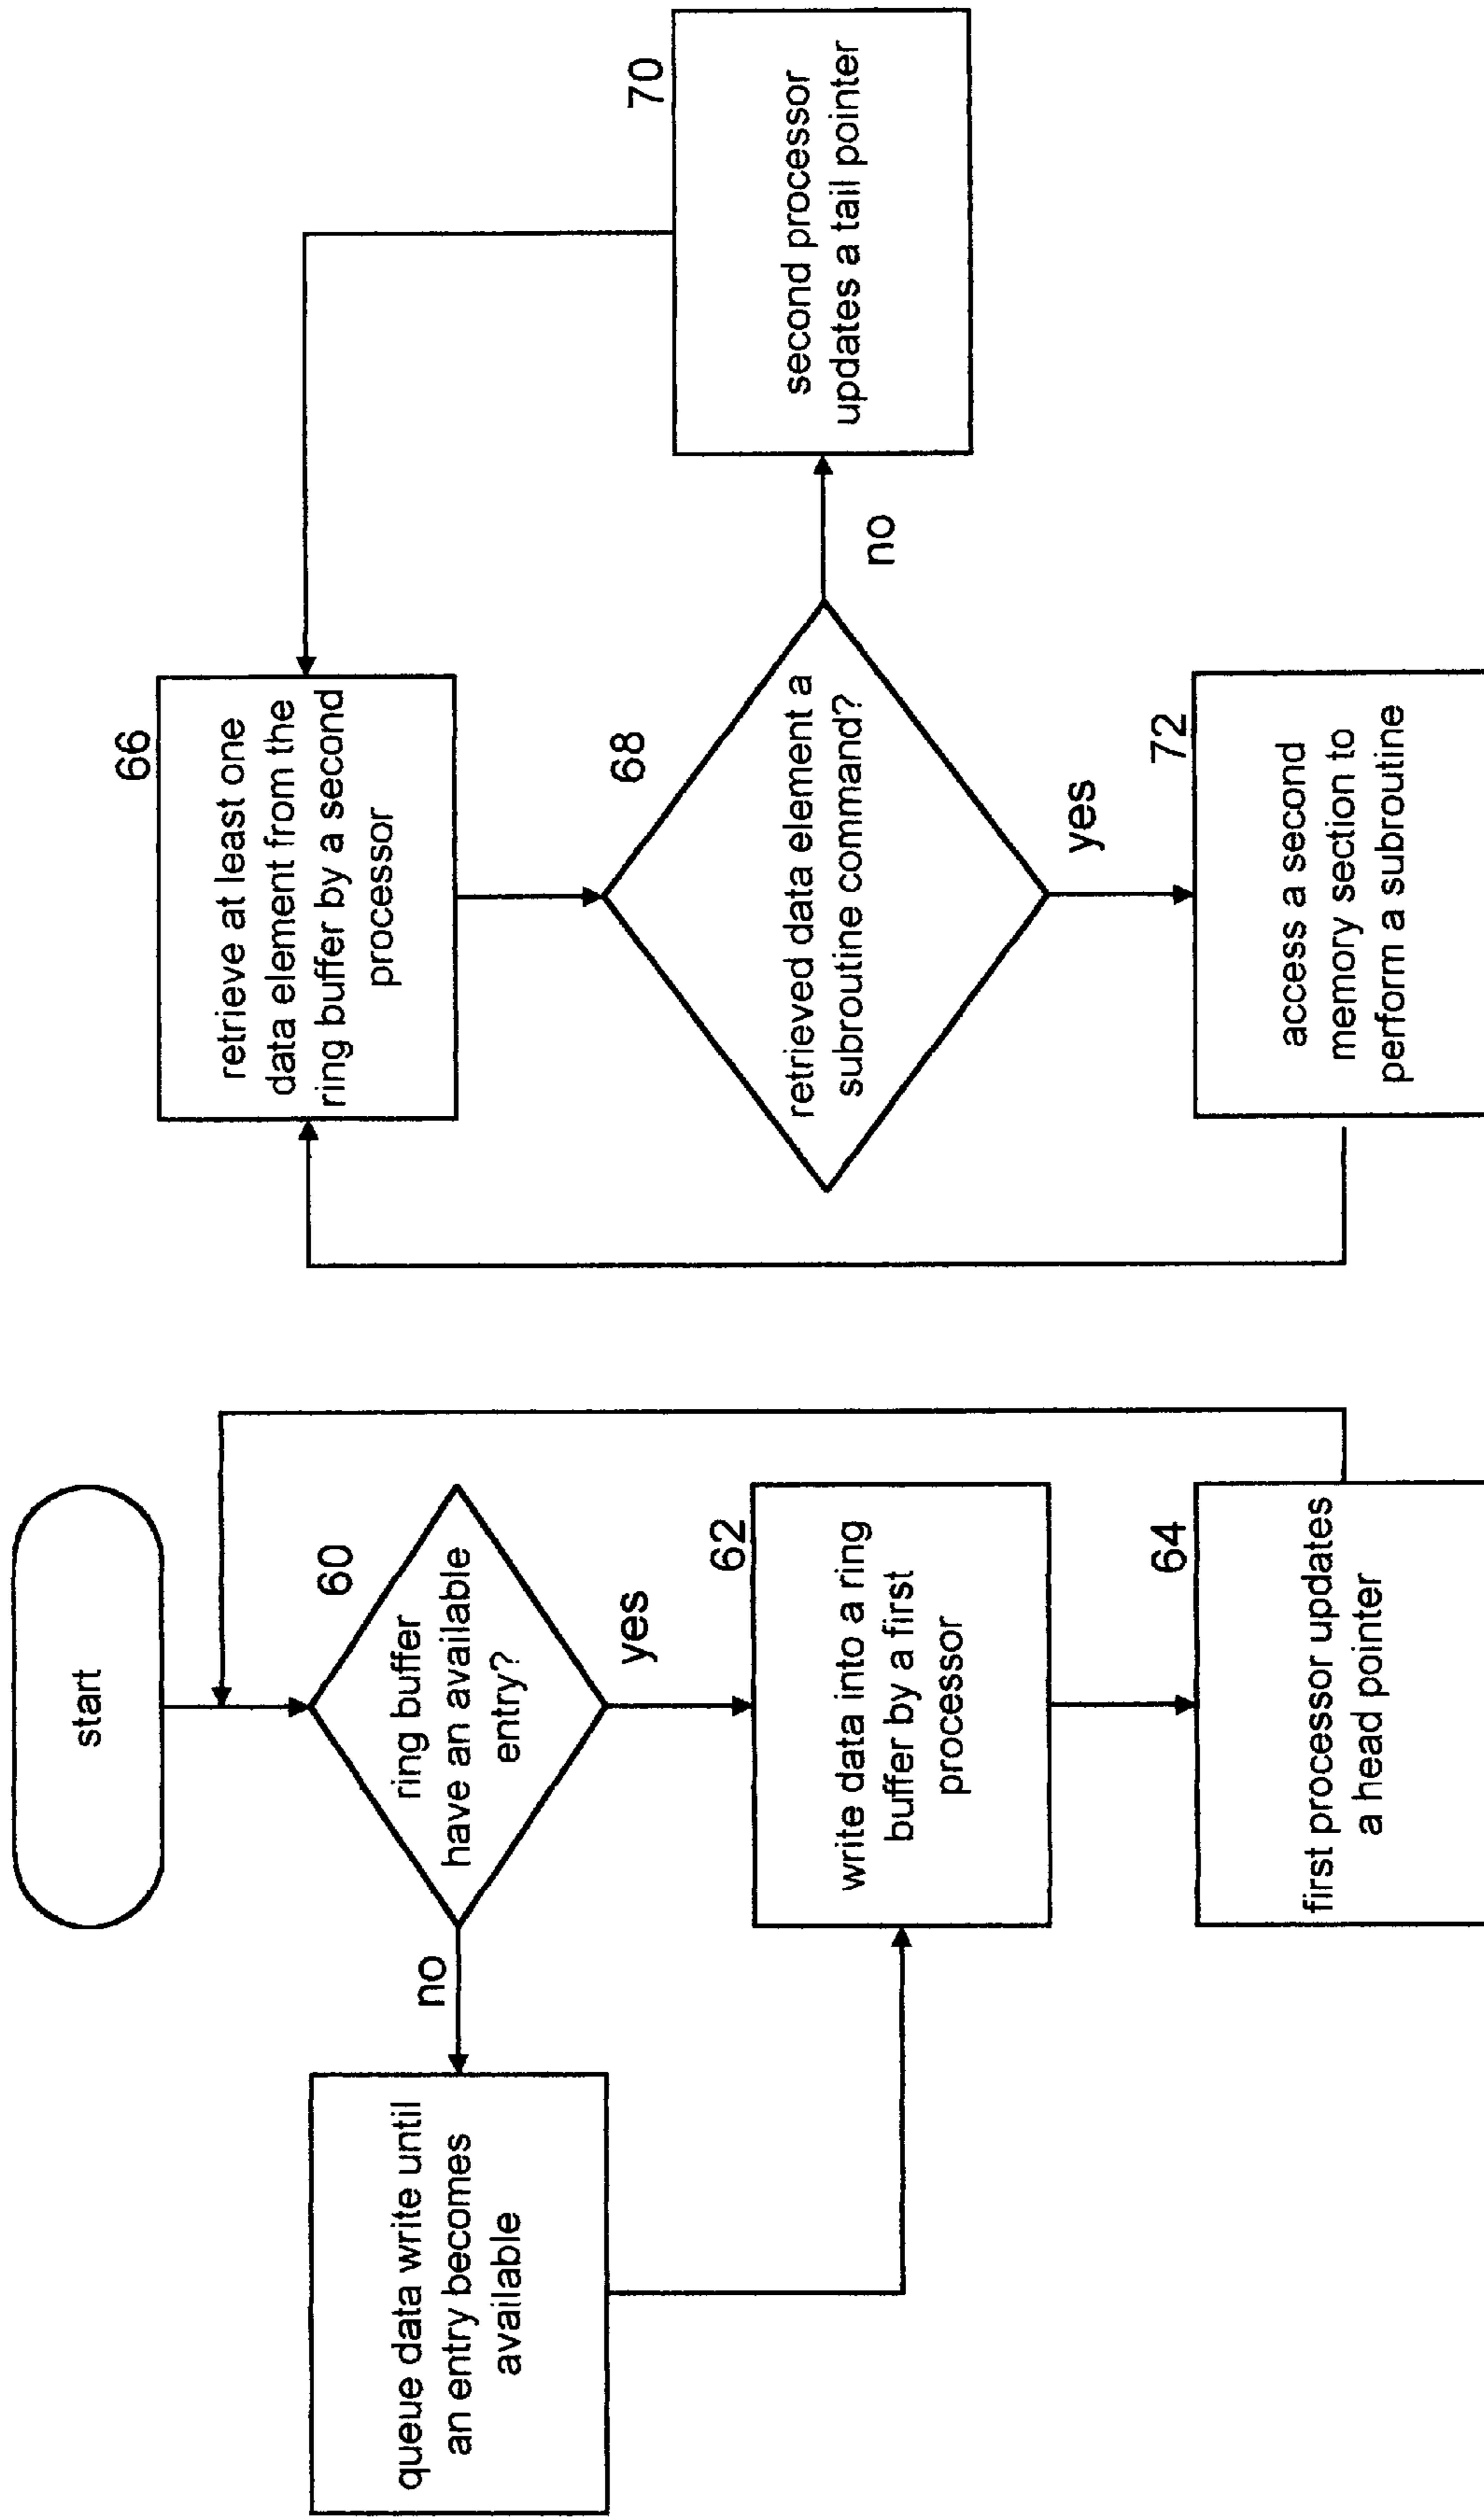 start
60
ring buffer
have an available
entry?
no
yes
queue data write until
an entry becomes
available
62
write data into a ring
buffer by a first
processor
64
first processor updates
a head pointer
66
retrieve at least one
data element from the
ring buffer by a second
processor
68
retrieved data element a
subroutine command?
no
yes
70
second processor
updates a tail pointer
72
access a second
memory section to
perform a subroutine